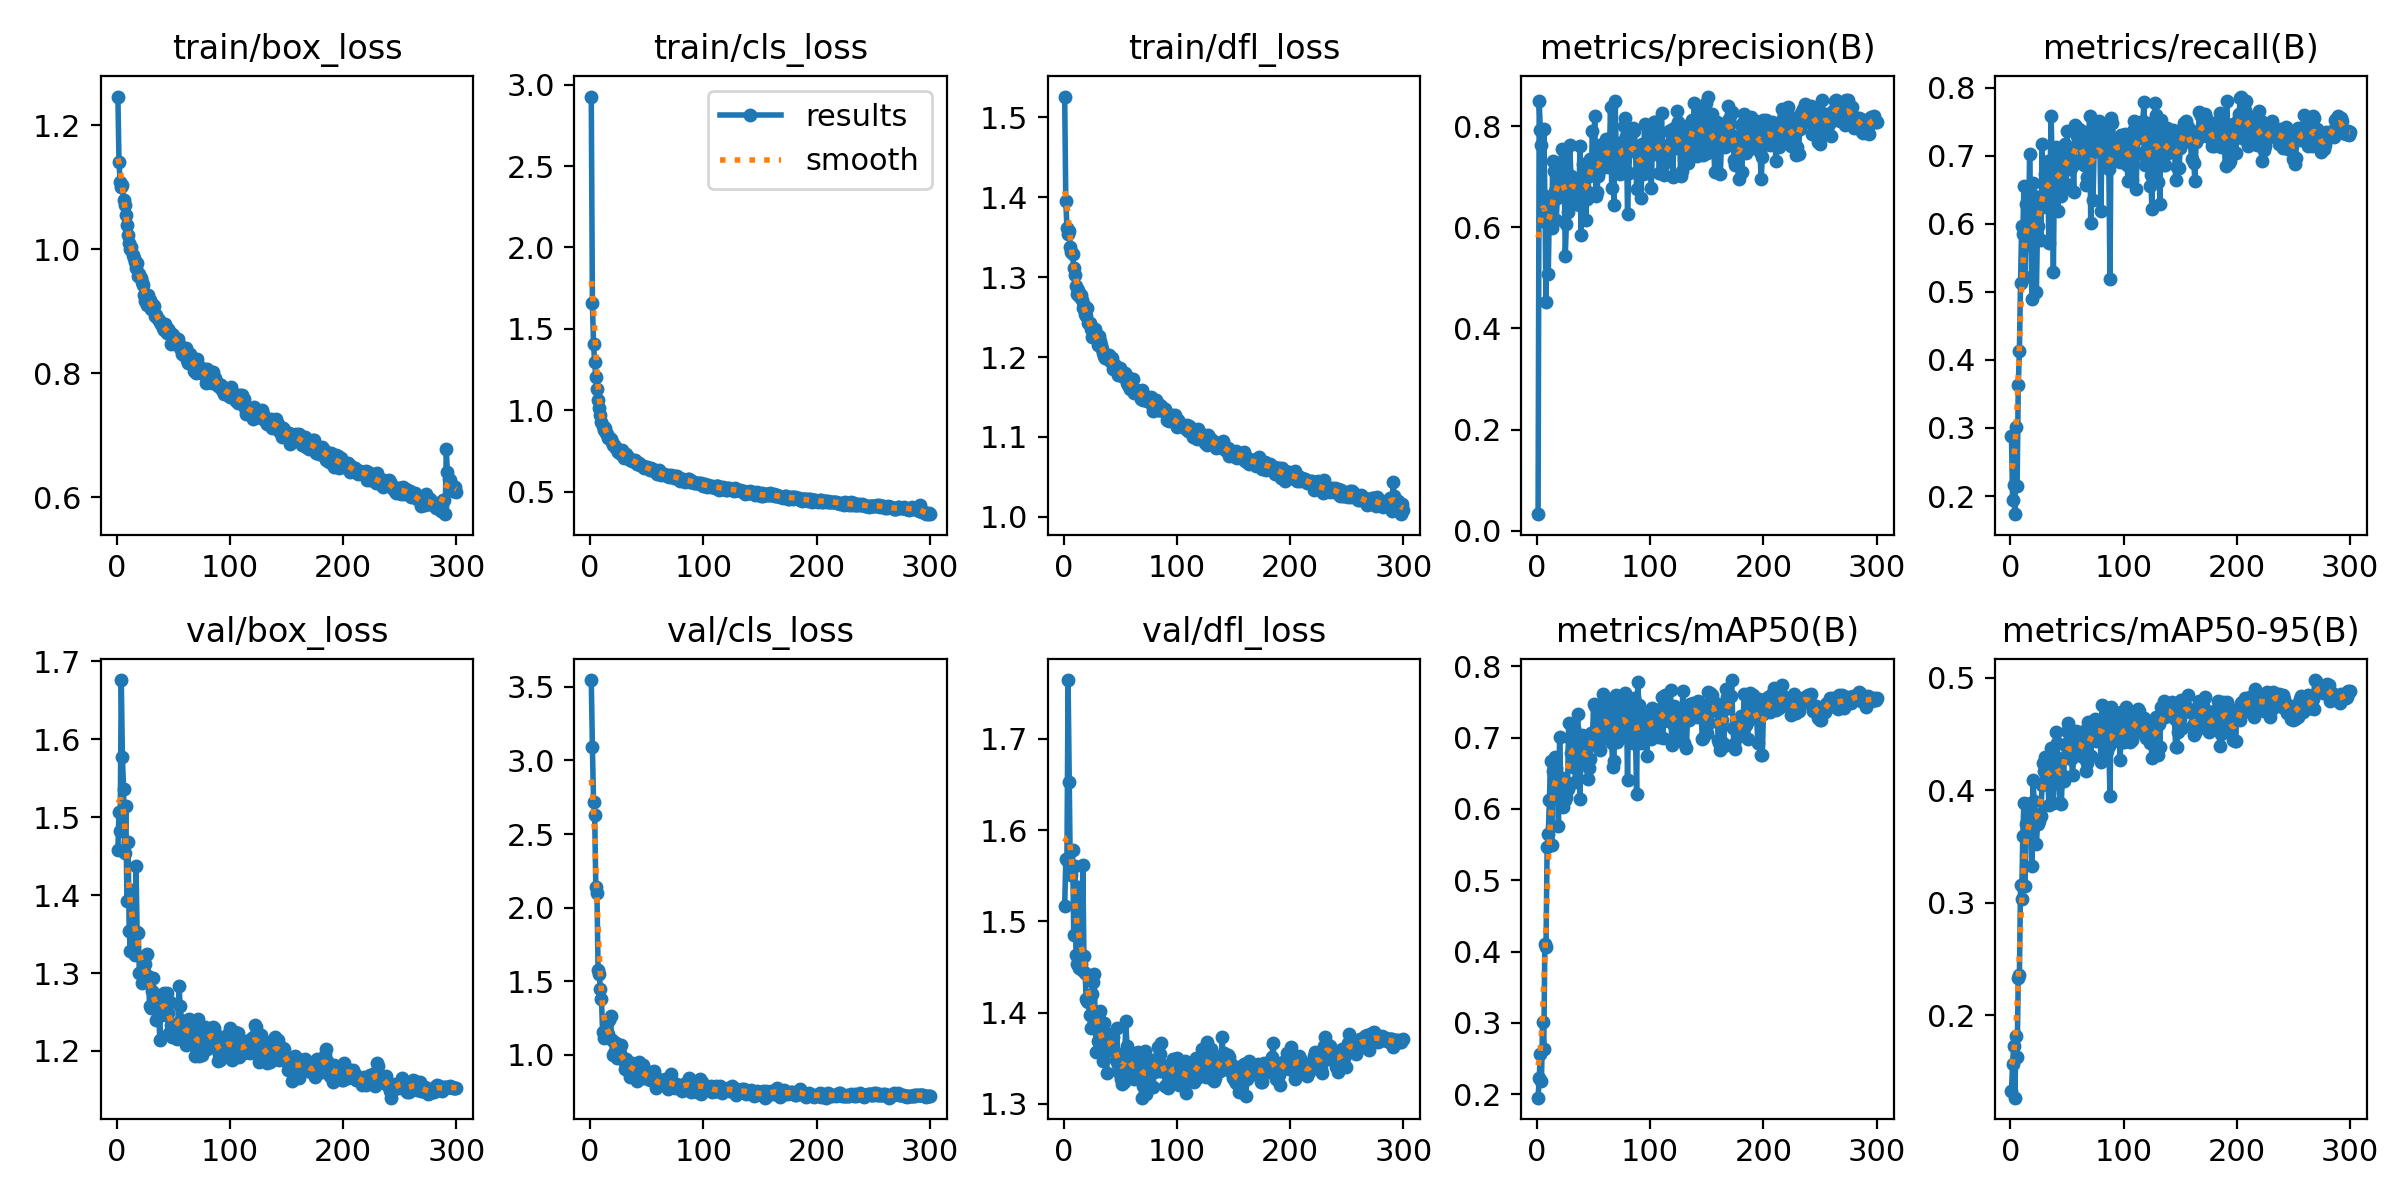 train/box_loss
train/cls_loss
train/dfl_loss
metrics/precision(B)
metrics/recall(B)
1.2
1.0
0.8
0.6
0 100 200 300
3.0
2.5
2.0
1.5
1.0
0.5
0 100 200 300
results
smooth
1.5
1.4
1.3
1.2
1.1
1.0
0 100 200 300
0.8
0.6
0.4
0.2
0.0
0 100 200 300
0.8
0.7
0.6
0.5
0.4
0.3
0.2
0 100 200 300
val/box_loss
val/cls_loss
val/dfl_loss
metrics/mAP50(B)
metrics/mAP50-95(B)
1.7
1.6
1.5
1.4
1.3
1.2
0 100 200 300
3.5
3.0
2.5
2.0
1.5
1.0
0 100 200 300
1.7
1.6
1.5
1.4
1.3
0 100 200 300
0.8
0.7
0.6
0.5
0.4
0.3
0.2
0 100 200 300
0.5
0.4
0.3
0.2
0 100 200 300